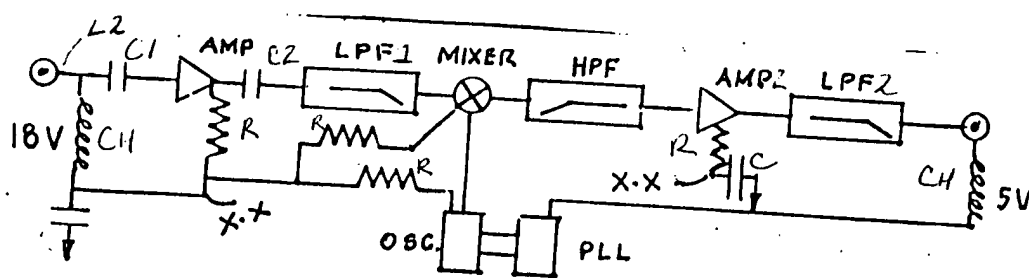 L2
C1
AMP
C2
LPF1
MIXER
HPF
AMP2
LPF2
18V
CH
R
R
R
R
C
X.X
X.X
CH
5V
OSC.
PLL